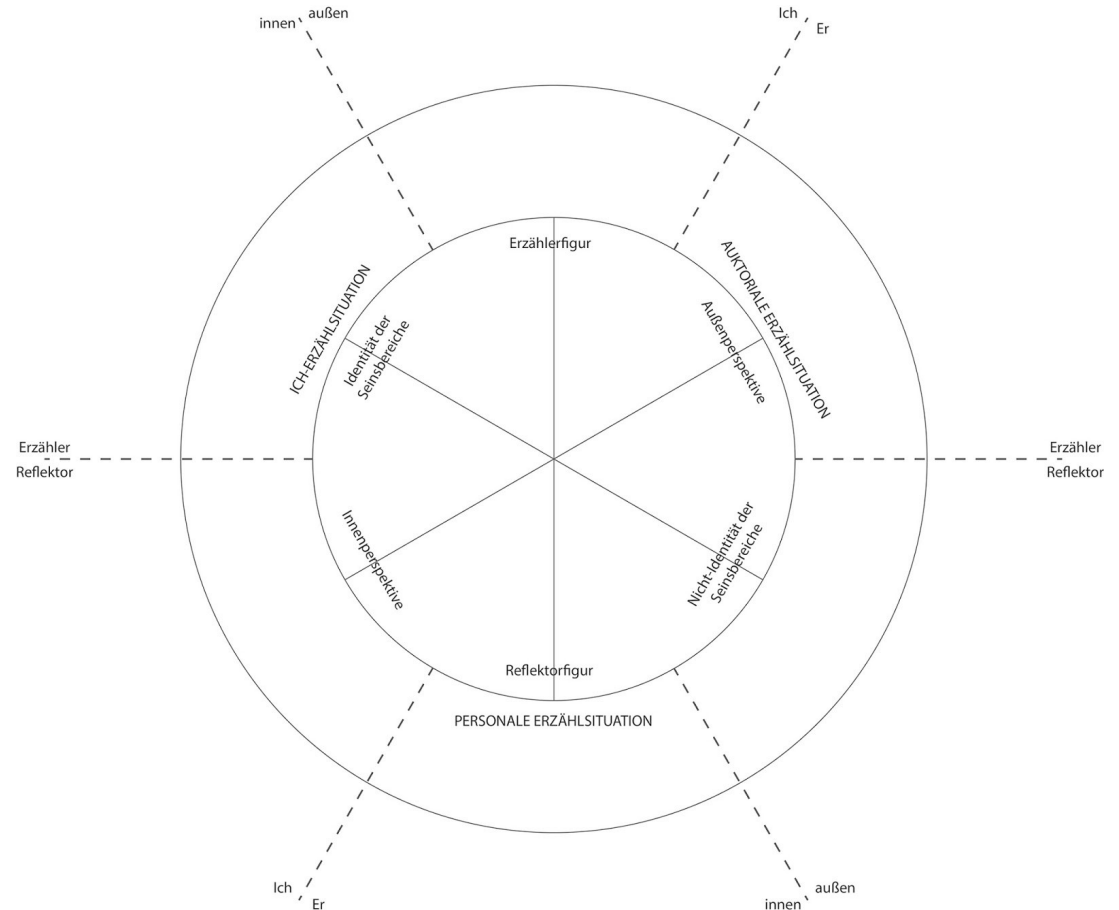 außen
innen
Ich
Er
Erzählerfigur
ICH-ERZÄHLSITUATION
AUKTORIALE ERZÄHLSITUATION
Identität der
Seinsbereiche
Außenperspektive
Erzähler
Reflektor
Erzähler
Reflektor
Innenperspektive
Nicht-Identität der
Seinsbereiche
Reflektorfigur
PERSONALE ERZÄHLSITUATION
Ich
Er
außen
innen